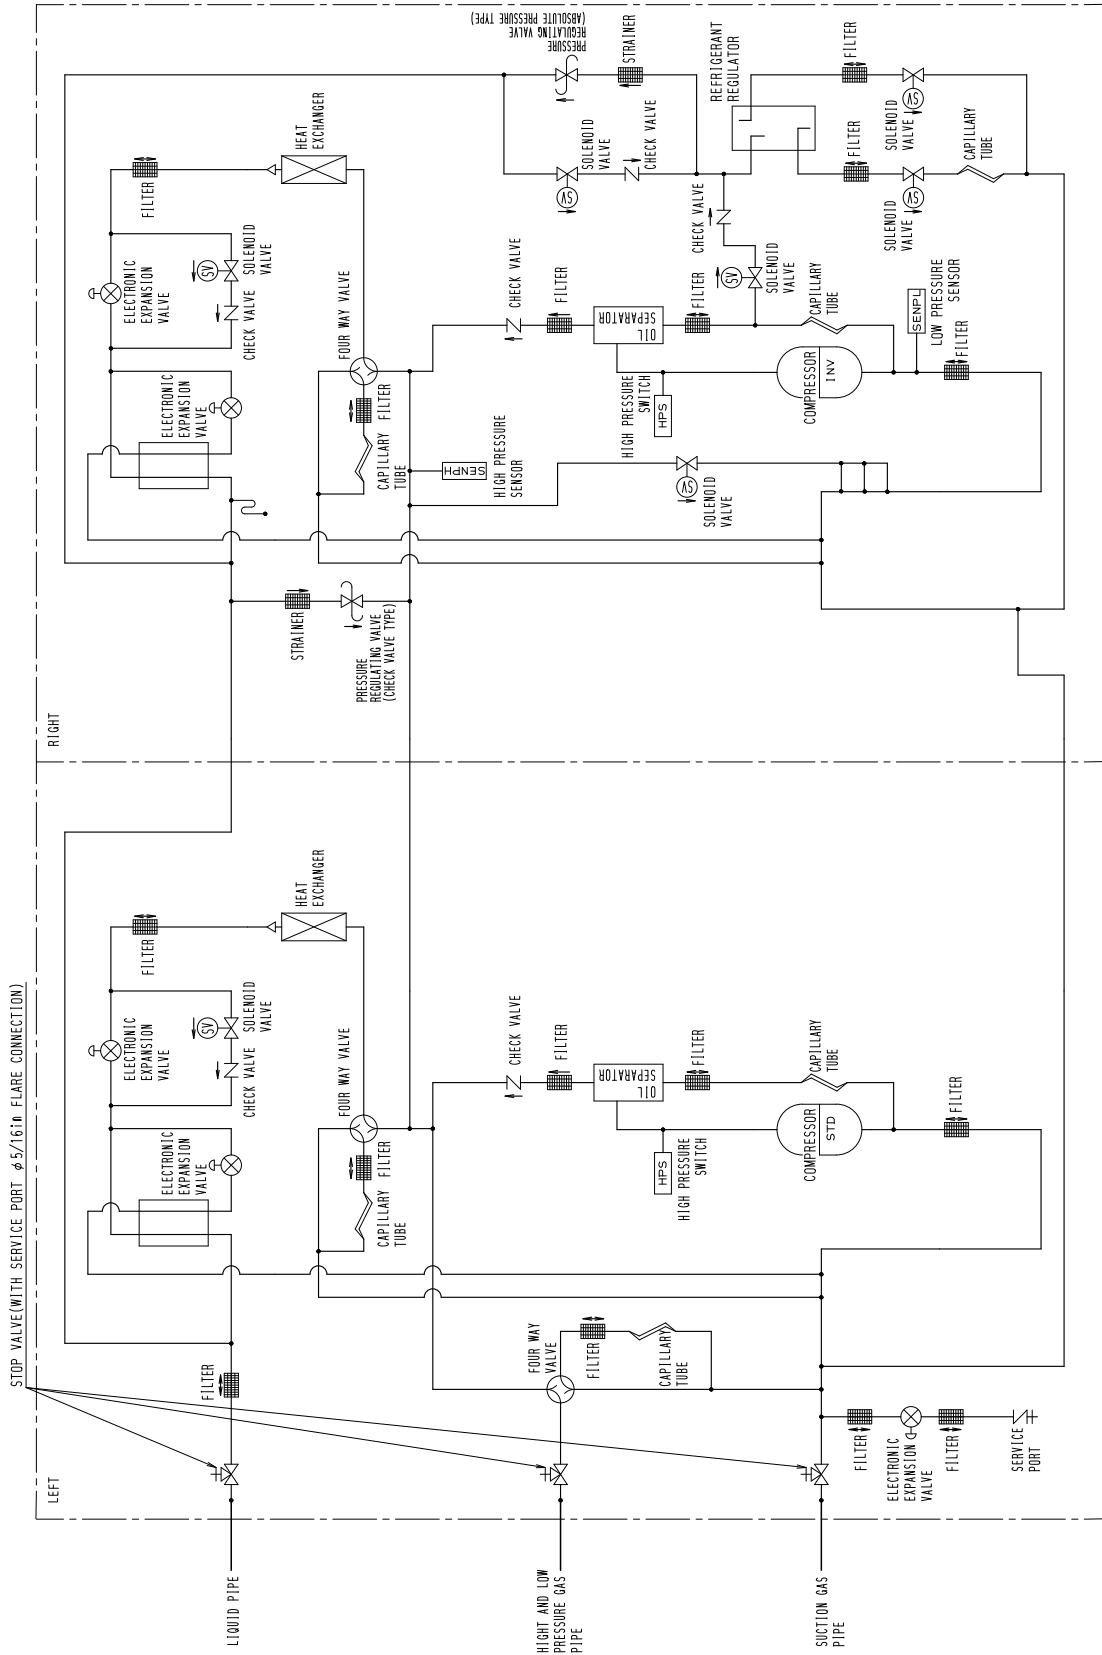 PRESSURE
REGULATING VALVE
(ABSOLUTE PRESSURE TYPE)
STRAINER
REFRIGERANT
REGULATOR
FILTER
SV
SOLENOID
VALVE
HEAT
EXCHANGER
FILTER
SV
SOLENOID
VALVE
CHECK VALVE
FILTER
SV
SOLENOID
VALVE
CAPILLARY
TUBE
ELECTRONIC
EXPANSION
VALVE
SV
SOLENOID
VALVE
CHECK VALVE
FOUR WAY VALVE
CHECK VALVE
FILTER
OIL
SEPARATOR
FILTER
CHECK VALVE
SV
SOLENOID
VALVE
CAPILLARY
TUBE
SENPL
LOW PRESSURE
SENSOR
FILTER
COMPRESSOR
INV
HIGH PRESSURE
SWITCH
HPS
ELECTRONIC
EXPANSION
VALVE
FILTER
CAPILLARY
TUBE
SENPH
HIGH PRESSURE
SENSOR
SV
SOLENOID
VALVE
STRAINER
PRESSURE
REGULATING VALVE
(CHECK VALVE TYPE)
RIGHT
STOP VALVE(WITH SERVICE PORT φ5/16in FLARE CONNECTION)
HEAT
EXCHANGER
FILTER
ELECTRONIC
EXPANSION
VALVE
SV
SOLENOID
VALVE
CHECK VALVE
FOUR WAY VALVE
CHECK VALVE
FILTER
OIL
SEPARATOR
FILTER
CAPILLARY
TUBE
FILTER
COMPRESSOR
STD
HPS
HIGH PRESSURE
SWITCH
ELECTRONIC
EXPANSION
VALVE
FILTER
CAPILLARY
TUBE
FILTER
FOUR WAY
VALVE
FILTER
CAPILLARY
TUBE
FILTER
ELECTRONIC
EXPANSION
VALVE
FILTER
SERVICE
PORT
LEFT
LIQUID PIPE
HIGHT AND LOW
PRESSURE GAS
PIPE
SUCTION GAS
PIPE